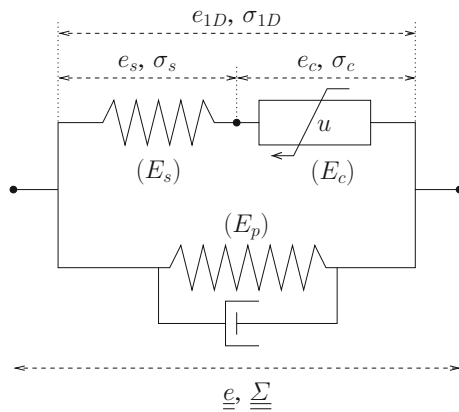 e_{1D}, σ_{1D}
e_s, σ_s
e_c, σ_c
u
(E_s)
(E_c)
(E_p)
e, Σ